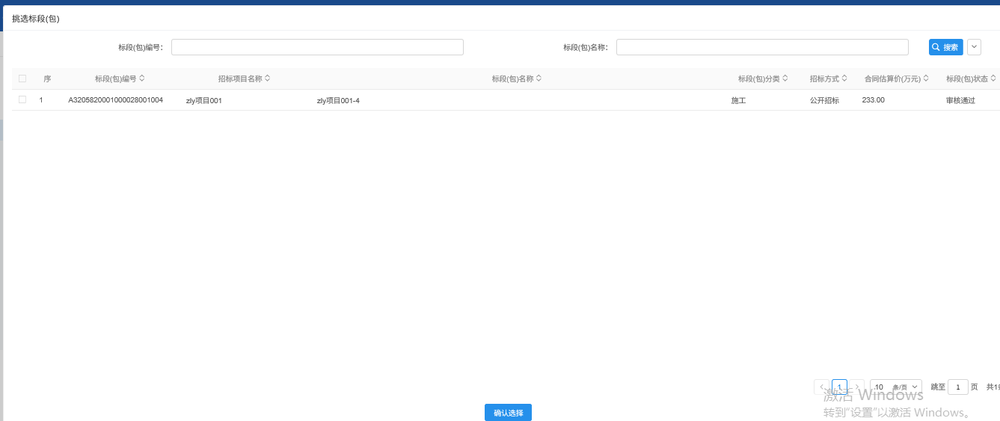 挑选标段(包)
标段(包)编号： 标段(包)名称： 搜索
序 标段(包)编号 招标项目名称 标段(包)名称 标段(包)分类 招标方式 合同估算价(万元) 标段(包)状态
1 A3205820001000028001004 zly项目001 zly项目001-4 施工 公开招标 233.00 审核通过
1 10 条/页 跳至 1 页 共1条
激活 Windows
确认选择
转到"设置"以激活 Windows。